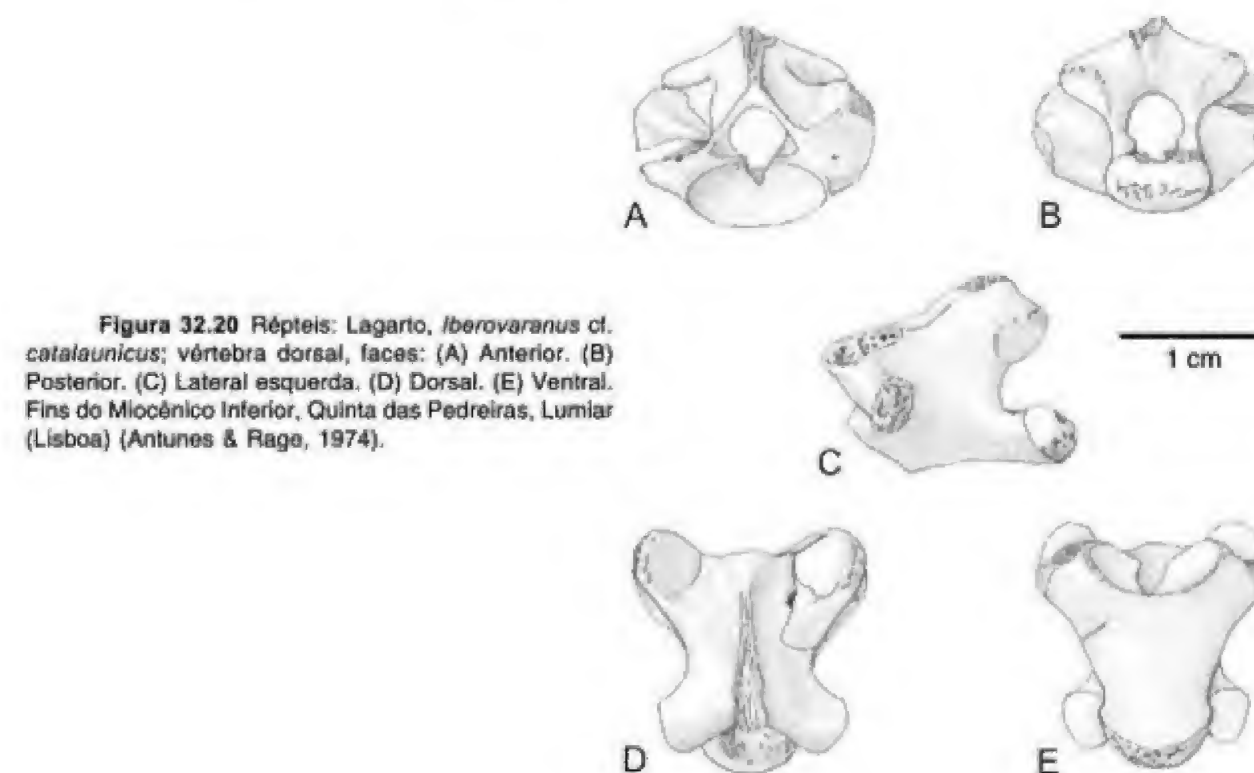 Figura 32.20 Répteis: Lagarto, Iberovaranus cf.
catalaunicus; vértebra dorsal, faces: (A) Anterior. (B)
Posterior. (C) Lateral esquerda. (D) Dorsal. (E) Ventral.
Fins do Miocénico Inferior, Quinta das Pedreiras, Lumiar
(Lisboa) (Antunes & Rage, 1974).
A
B
C
1 cm
D
E